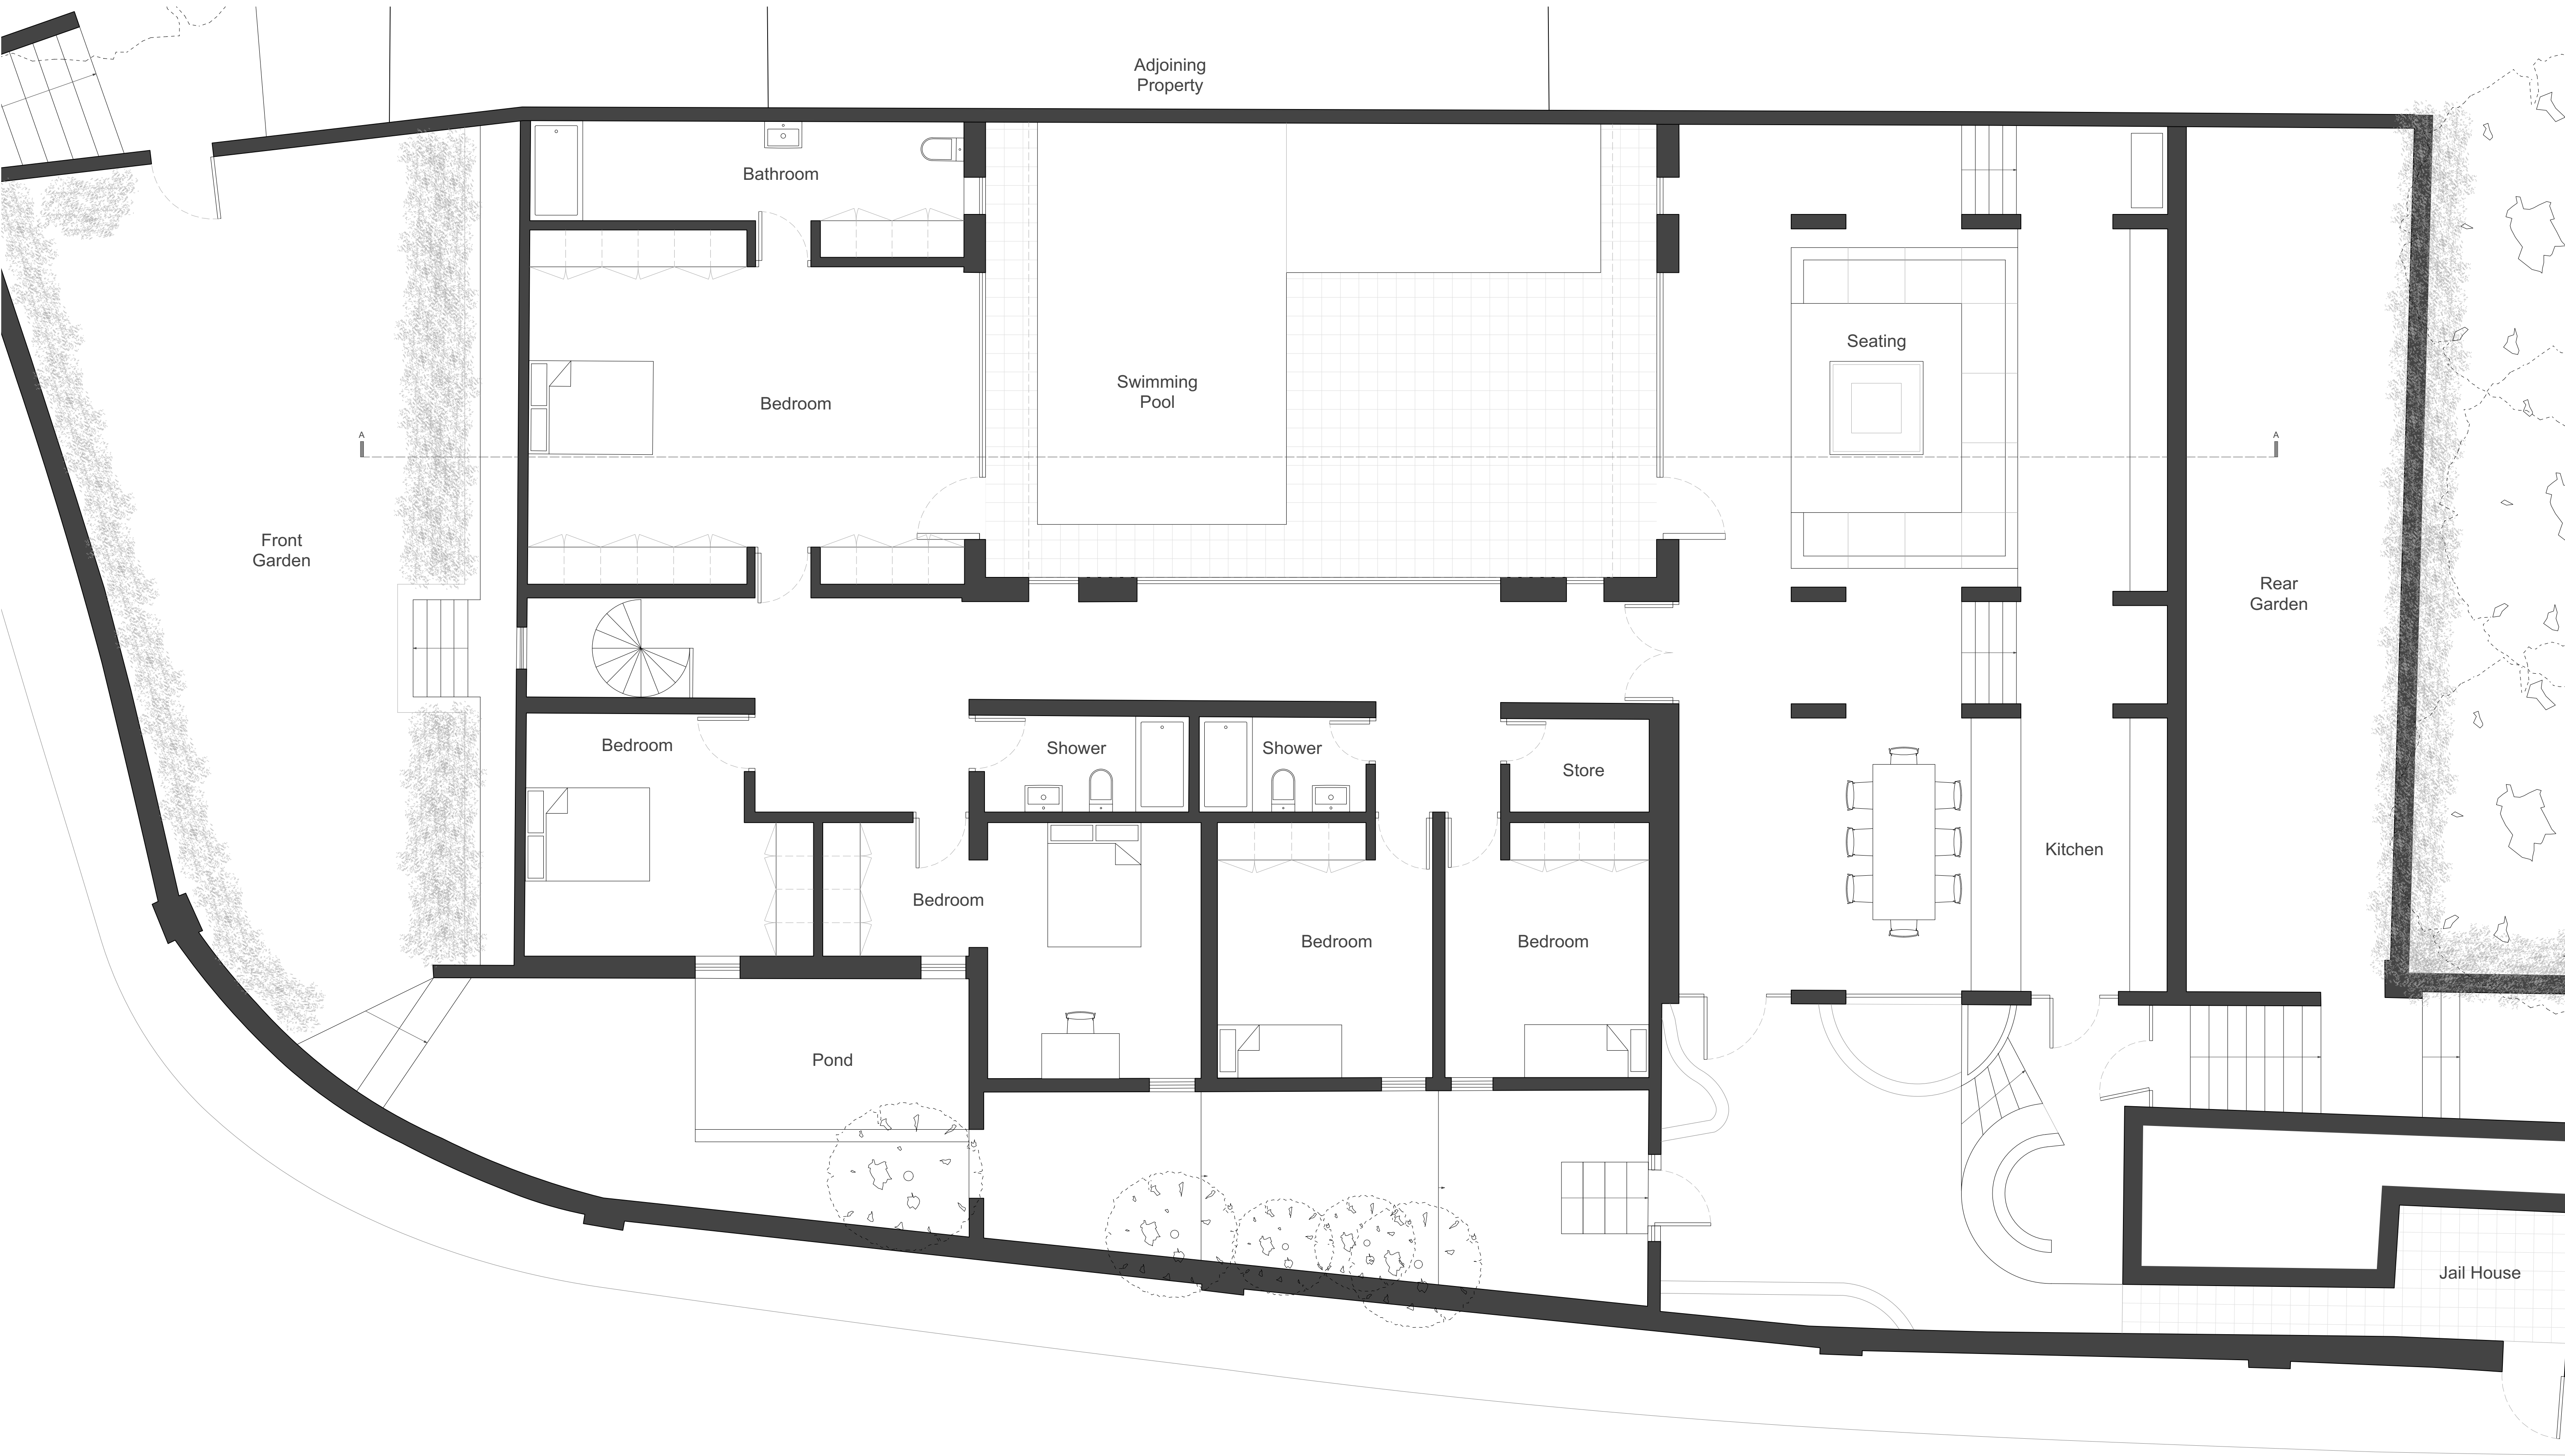 Adjoining
Property
Bathroom
Seating
Swimming
Pool
Bedroom
A
A
Front
Garden
Rear
Garden
Bedroom
Shower
Shower
Store
Kitchen
Bedroom
Bedroom
Bedroom
Pond
Jail House